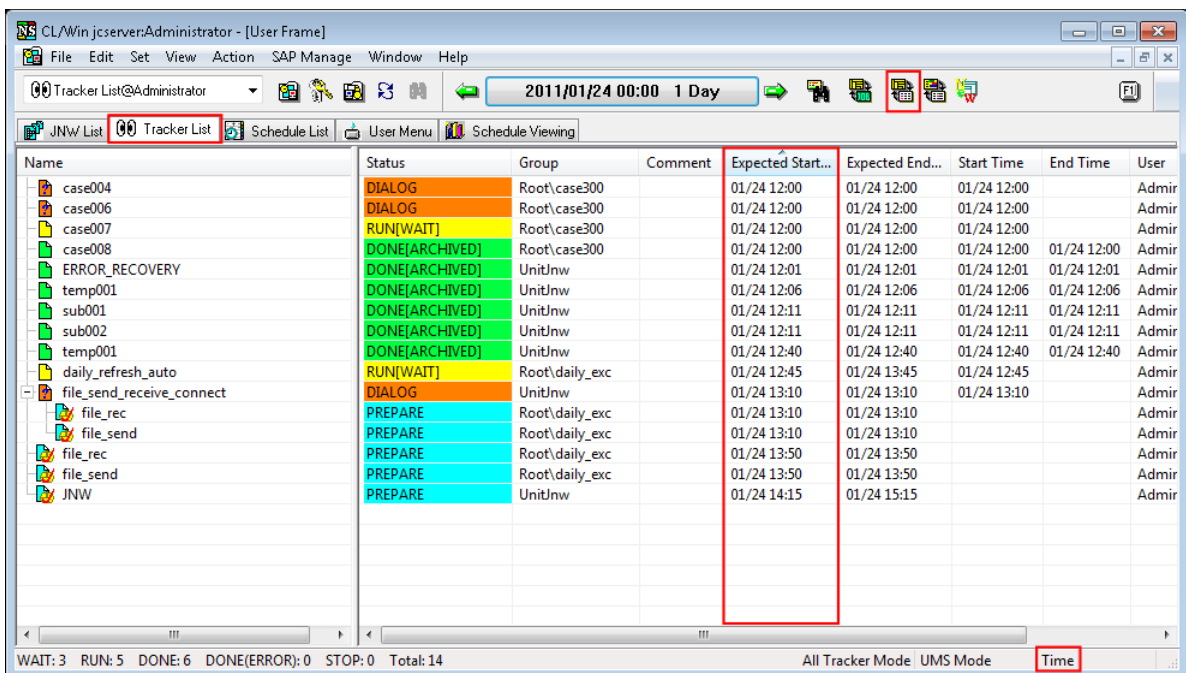 CL/Win jcserver:Administrator - [User Frame]
File Edit Set View Action SAP Manage Window Help
Tracker List@Administrator 2011/01/24 00:00 1 Day F1
JNW List Tracker List Schedule List User Menu Schedule Viewing
Name Status Group Comment Expected Start... Expected End... Start Time End Time User
case004 DIALOG Root\case300 01/24 12:00 01/24 12:00 01/24 12:00 Admir
case006 DIALOG Root\case300 01/24 12:00 01/24 12:00 01/24 12:00 Admir
case007 RUN[WAIT] Root\case300 01/24 12:00 01/24 12:00 01/24 12:00 Admir
case008 DONE[ARCHIVED] Root\case300 01/24 12:00 01/24 12:00 01/24 12:00 01/24 12:00 Admir
ERROR_RECOVERY DONE[ARCHIVED] UnitJnw 01/24 12:01 01/24 12:01 01/24 12:01 01/24 12:01 Admir
temp001 DONE[ARCHIVED] UnitJnw 01/24 12:06 01/24 12:06 01/24 12:06 01/24 12:06 Admir
sub001 DONE[ARCHIVED] UnitJnw 01/24 12:11 01/24 12:11 01/24 12:11 01/24 12:11 Admir
sub002 DONE[ARCHIVED] UnitJnw 01/24 12:11 01/24 12:11 01/24 12:11 01/24 12:11 Admir
temp001 DONE[ARCHIVED] UnitJnw 01/24 12:40 01/24 12:40 01/24 12:40 01/24 12:40 Admir
daily_refresh_auto RUN[WAIT] Root\daily_exc 01/24 12:45 01/24 13:45 01/24 12:45 Admir
file_send_receive_connect DIALOG UnitJnw 01/24 13:10 01/24 13:10 01/24 13:10 Admir
file_rec PREPARE Root\daily_exc 01/24 13:10 01/24 13:10 Admir
file_send PREPARE Root\daily_exc 01/24 13:10 01/24 13:10 Admir
file_rec PREPARE Root\daily_exc 01/24 13:50 01/24 13:50 Admir
file_send PREPARE Root\daily_exc 01/24 13:50 01/24 13:50 Admir
JNW PREPARE UnitJnw 01/24 14:15 01/24 15:15 Admir
WAIT: 3 RUN: 5 DONE: 6 DONE(ERROR): 0 STOP: 0 Total: 14 All Tracker Mode UMS Mode Time